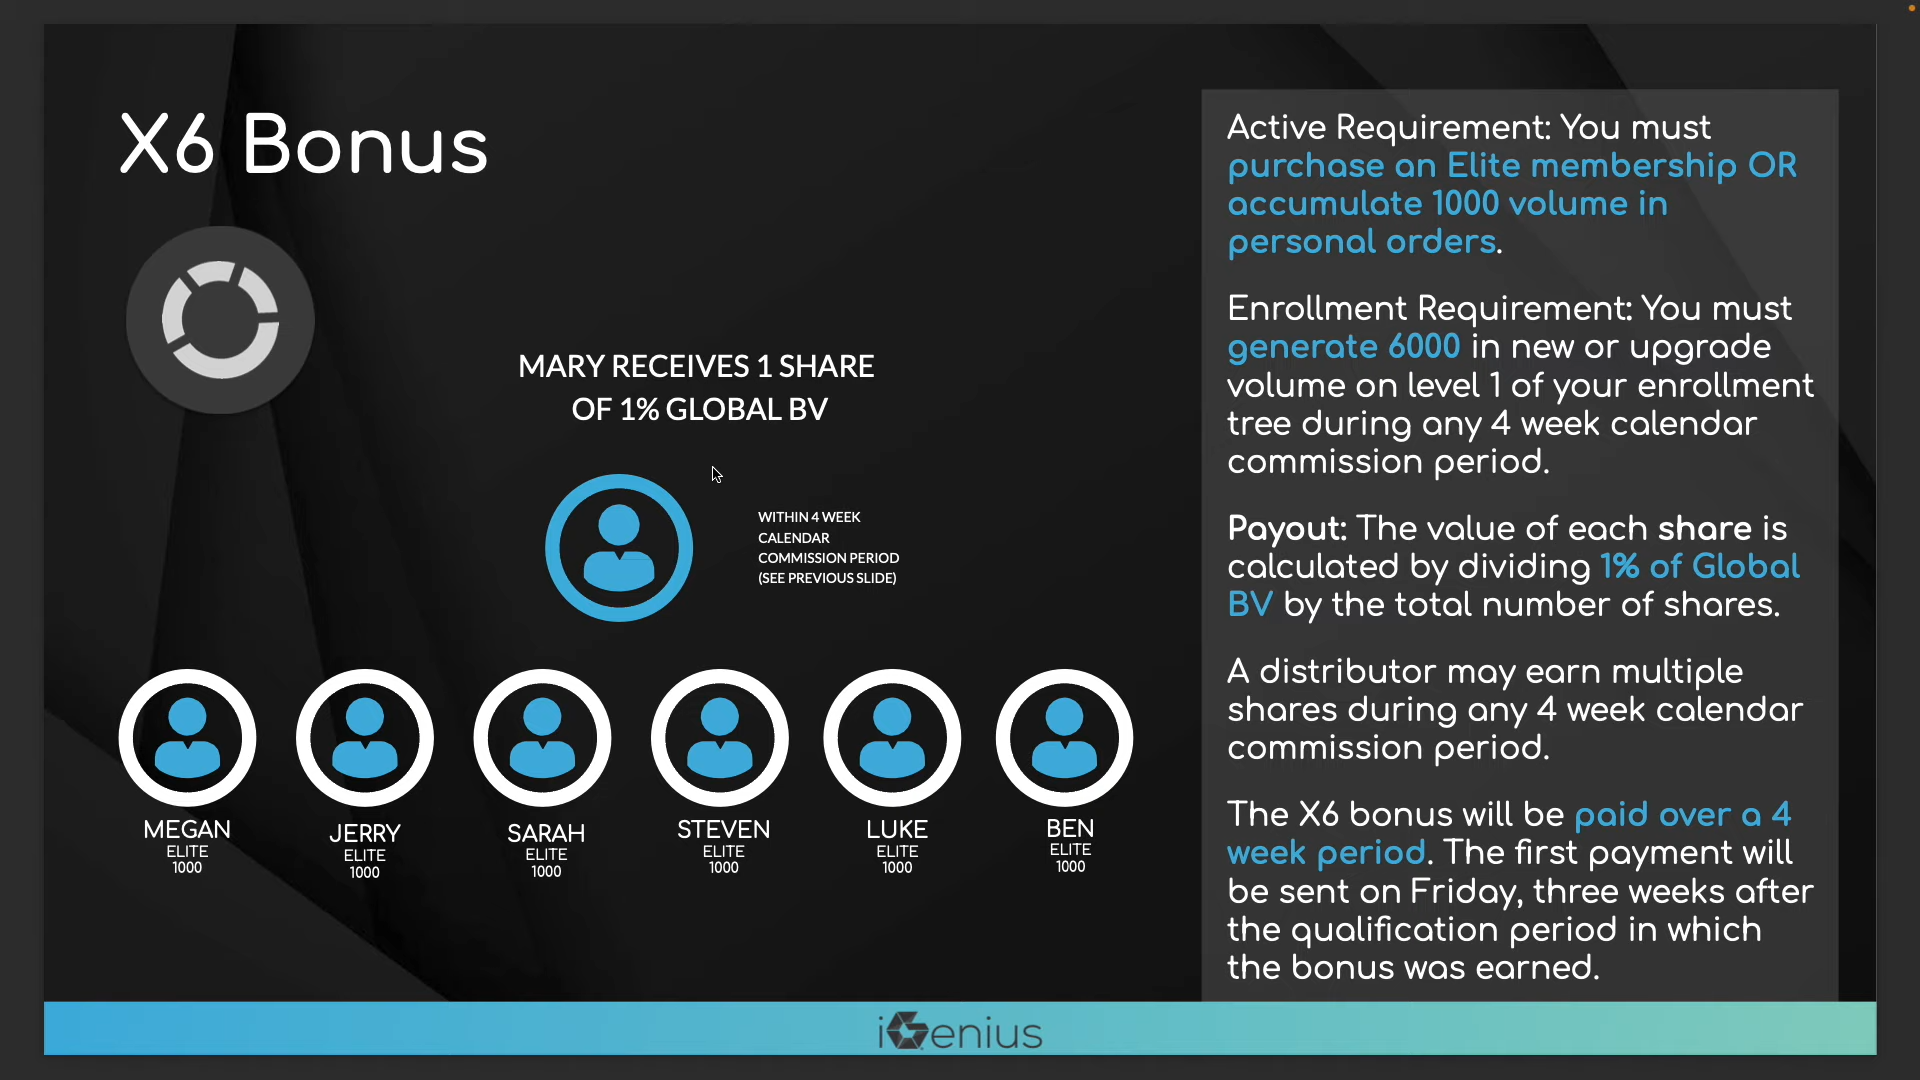 X6 Bonus
MARY RECEIVES 1 SHARE
OF 1% GLOBAL BV
WITHIN 4 WEEK
CALENDAR
COMMISSION PERIOD
(SEE PREVIOUS SLIDE)
MEGAN
ELITE
1000
JERRY
ELITE
1000
SARAH
ELITE
1000
STEVEN
ELITE
1000
LUKE
ELITE
1000
BEN
ELITE
1000
Active Requirement: You must
purchase an Elite membership OR
accumulate 1000 volume in
personal orders.
Enrollment Requirement: You must
generate 6000 in new or upgrade
volume on level 1 of your enrollment
tree during any 4 week calendar
commission period.
Payout: The value of each share is
calculated by dividing 1% of Global
BV by the total number of shares.
A distributor may earn multiple
shares during any 4 week calendar
commission period.
The X6 bonus will be paid over a 4
week period. The first payment will
be sent on Friday, three weeks after
the qualification period in which
the bonus was earned.
iGenius